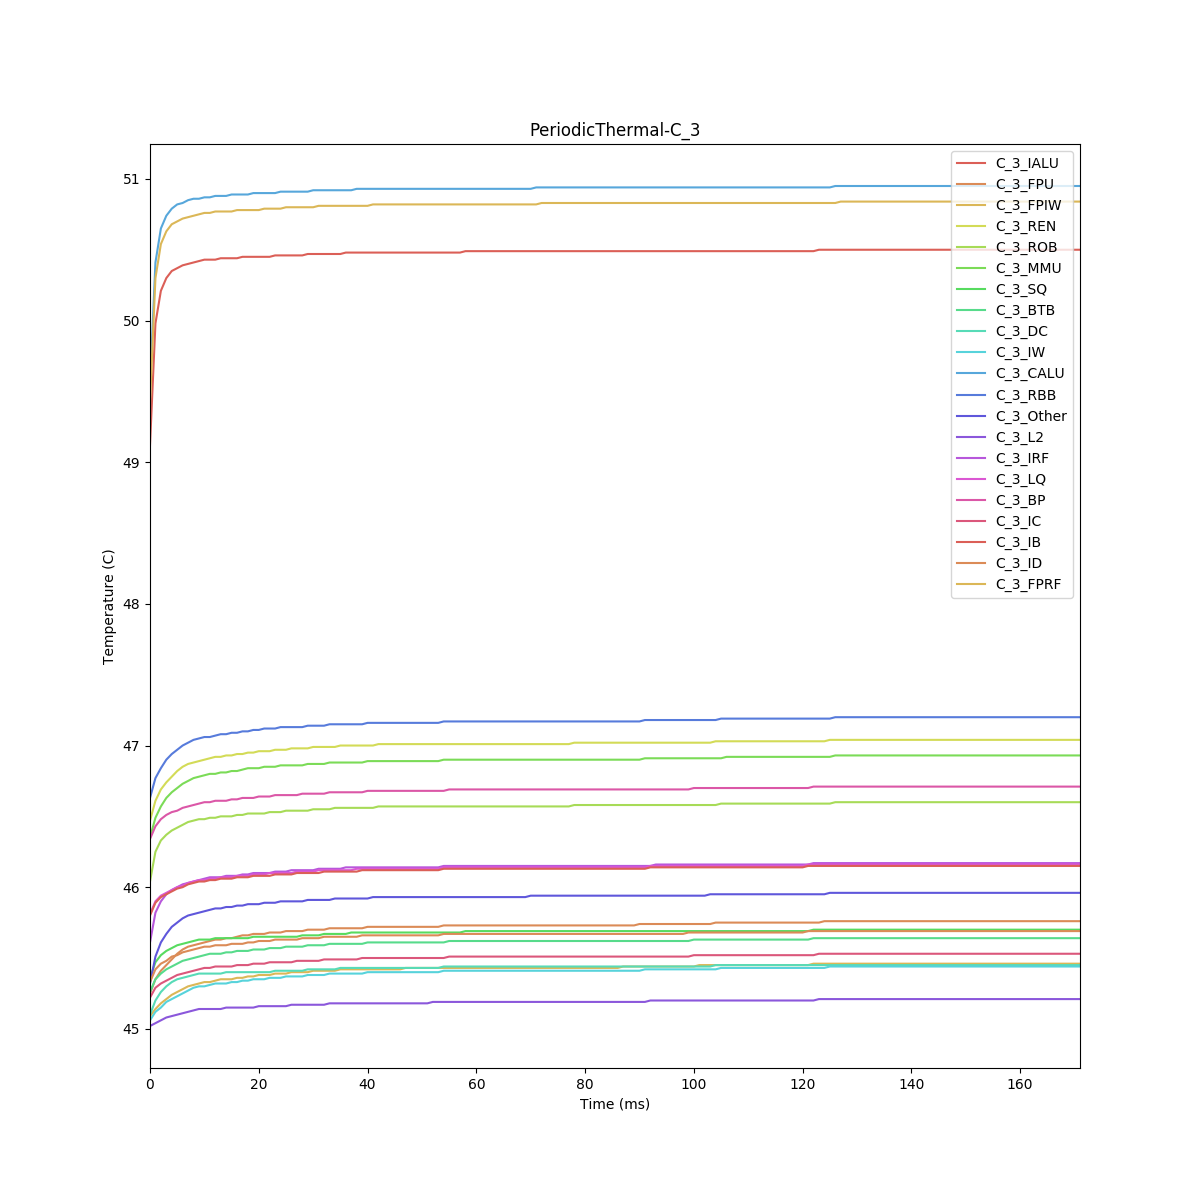 PeriodicThermal-C_3
Temperature (C)
51
50
49
48
47
46
45
0 20 40 60 80 100 120 140 160
Time (ms)
C_3_IALU
C_3_FPU
C_3_FPIW
C_3_REN
C_3_ROB
C_3_MMU
C_3_SQ
C_3_BTB
C_3_DC
C_3_IW
C_3_CALU
C_3_RBB
C_3_Other
C_3_L2
C_3_IRF
C_3_LQ
C_3_BP
C_3_IC
C_3_IB
C_3_ID
C_3_FPRF